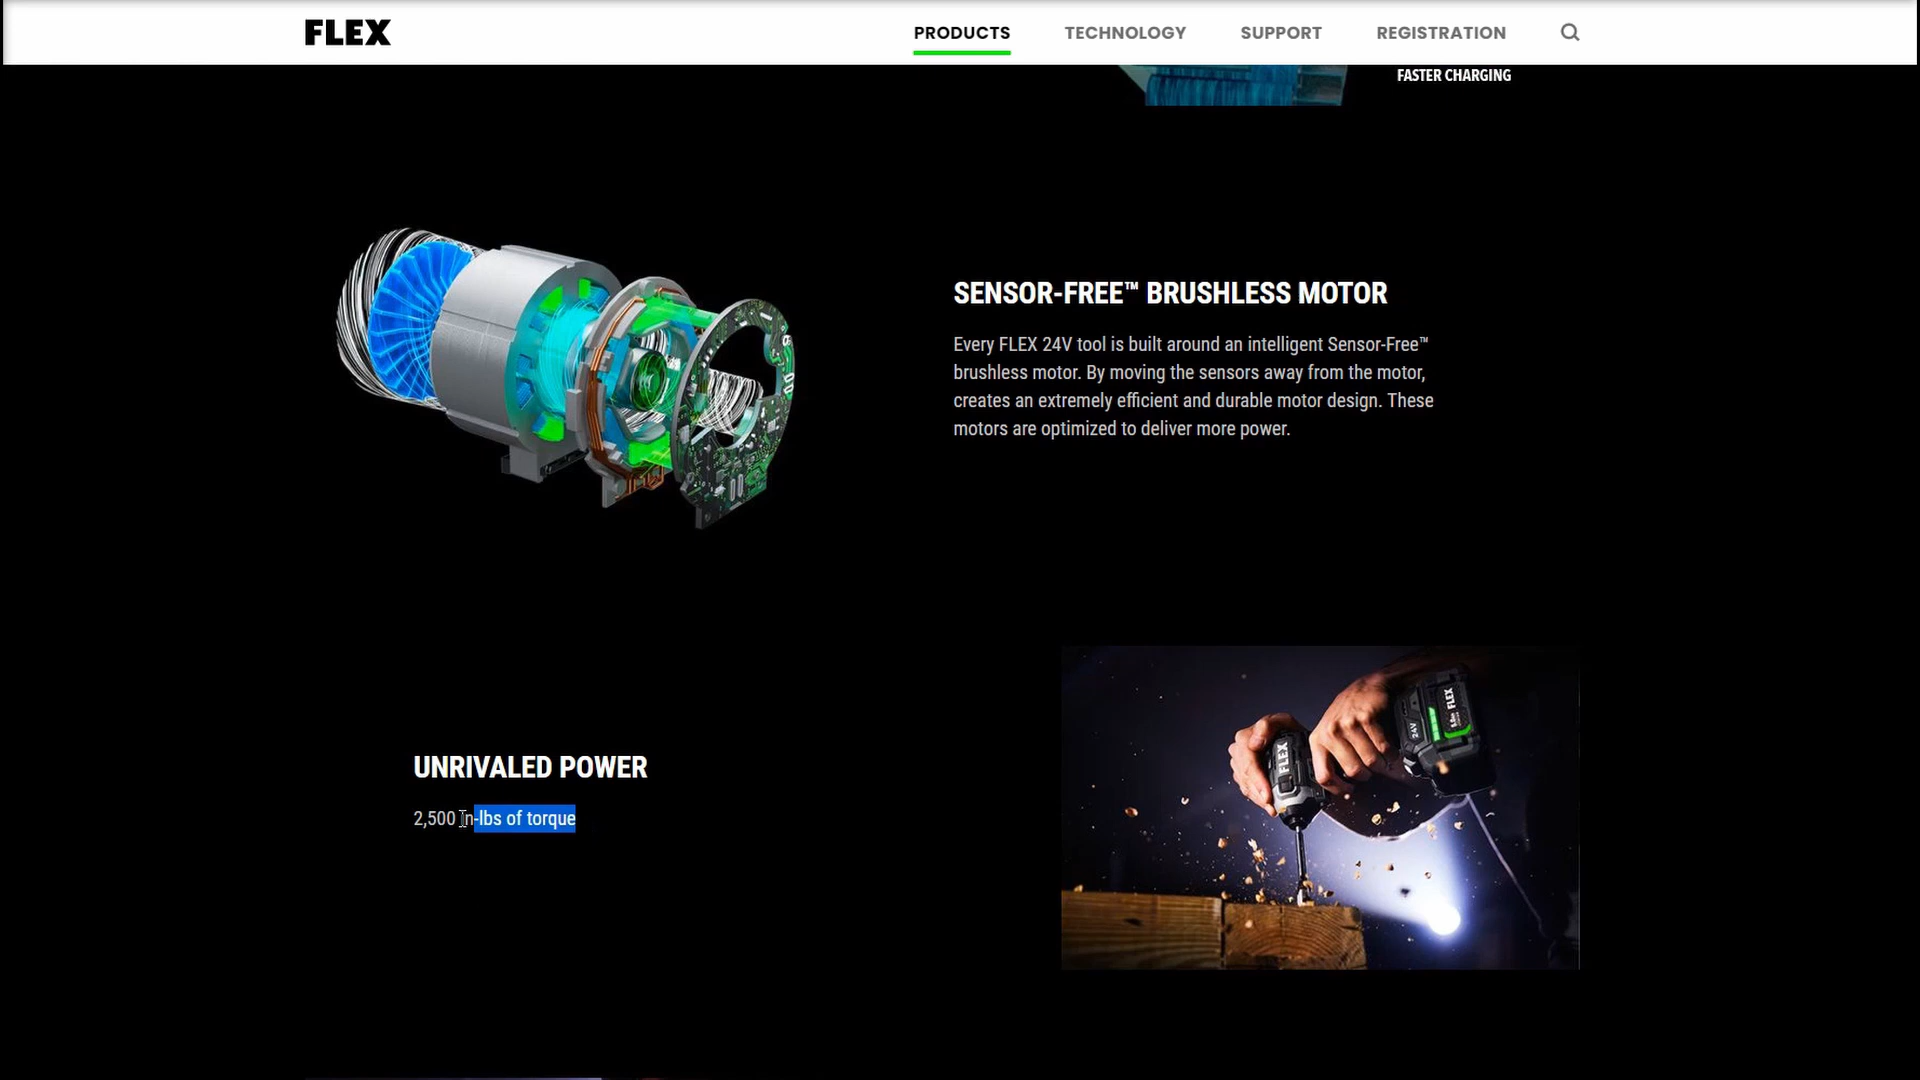 FLEX
PRODUCTS
TECHNOLOGY
SUPPORT
REGISTRATION
FASTER CHARGING
SENSOR-FREE™ BRUSHLESS MOTOR
Every FLEX 24V tool is built around an intelligent Sensor-Free™
brushless motor. By moving the sensors away from the motor,
creates an extremely efficient and durable motor design. These
motors are optimized to deliver more power.
UNRIVALED POWER
2,500 in-lbs of torque
FLEX
24V
FLEX
5.0